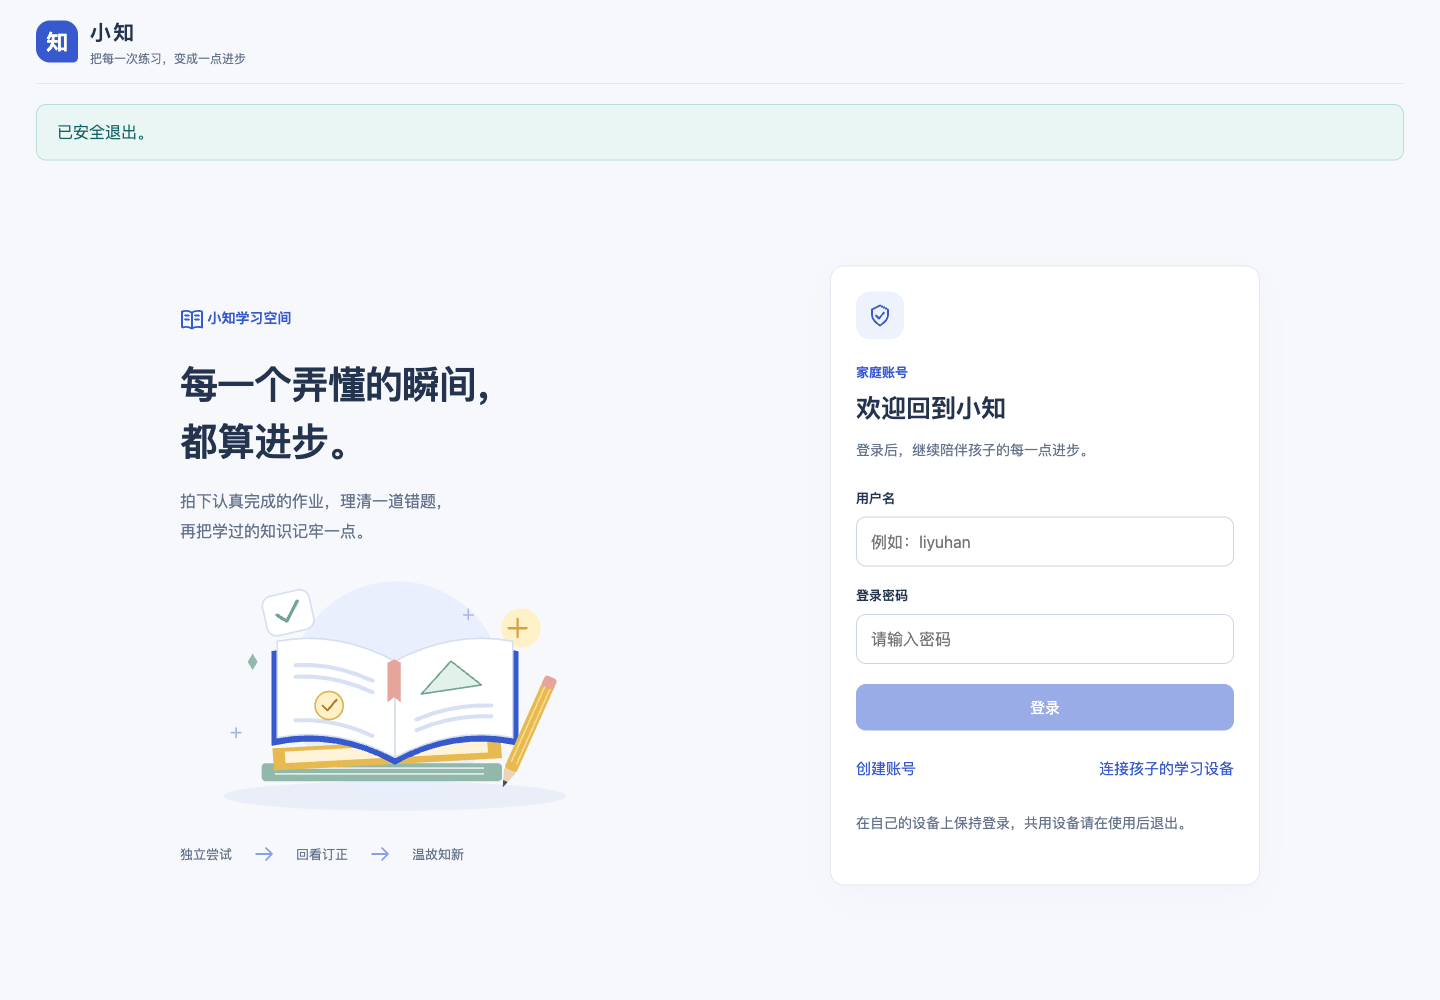 知
小知
把每一次练习，变成一点进步
已安全退出。
小知学习空间
每一个弄懂的瞬间，
都算进步。
拍下认真完成的作业，理清一道错题，
再把学过的知识记牢一点。
独立尝试
回看订正
温故知新
家庭账号
欢迎回到小知
登录后，继续陪伴孩子的每一点进步。
用户名
例如：liyuhan
登录密码
请输入密码
登录
创建账号
连接孩子的学习设备
在自己的设备上保持登录，共用设备请在使用后退出。